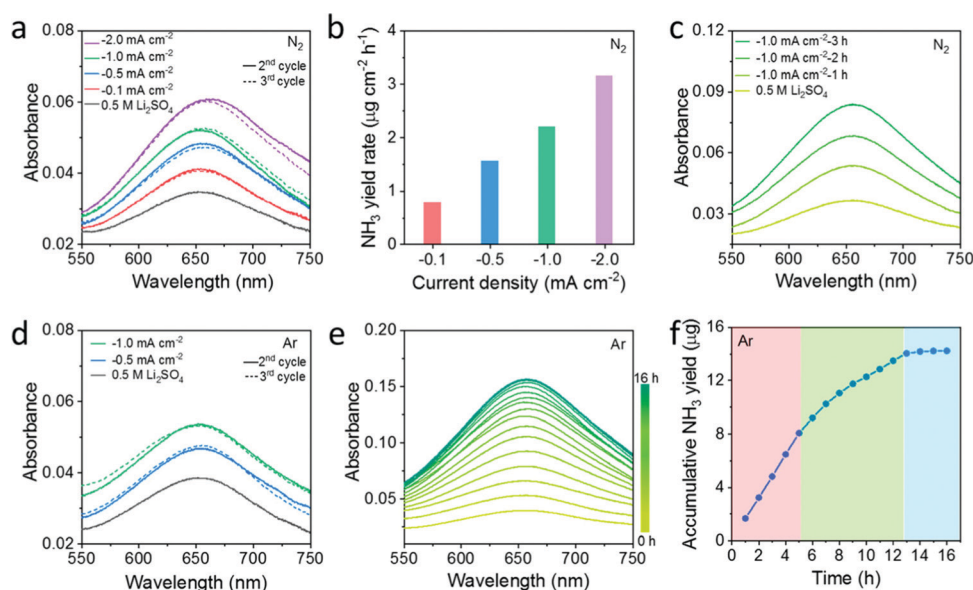 a
N₂
-2.0 mA cm⁻²
-1.0 mA cm⁻²
-0.5 mA cm⁻²
-0.1 mA cm⁻²
0.5 M Li₂SO₄
2ⁿᵈ cycle
3ʳᵈ cycle
0.08
0.06
0.04
0.02
Absorbance
550 600 650 700 750
Wavelength (nm)
b
N₂
4
3
2
1
0
NH₃ yield rate (μg cm⁻² h⁻¹)
-0.1 -0.5 -1.0 -2.0
Current density (mA cm⁻²)
c
N₂
-1.0 mA cm⁻²-3 h
-1.0 mA cm⁻²-2 h
-1.0 mA cm⁻²-1 h
0.5 M Li₂SO₄
0.09
0.06
0.03
Absorbance
550 600 650 700 750
Wavelength (nm)
d
Ar
-1.0 mA cm⁻²
-0.5 mA cm⁻²
0.5 M Li₂SO₄
2ⁿᵈ cycle
3ʳᵈ cycle
0.08
0.06
0.04
0.02
Absorbance
550 600 650 700 750
Wavelength (nm)
e
Ar
16 h
0 h
0.20
0.15
0.10
0.05
Absorbance
550 600 650 700 750
Wavelength (nm)
f
Ar
16
12
8
4
0
Accumulative NH₃ yield (μg)
0 2 4 6 8 10 12 14 16
Time (h)